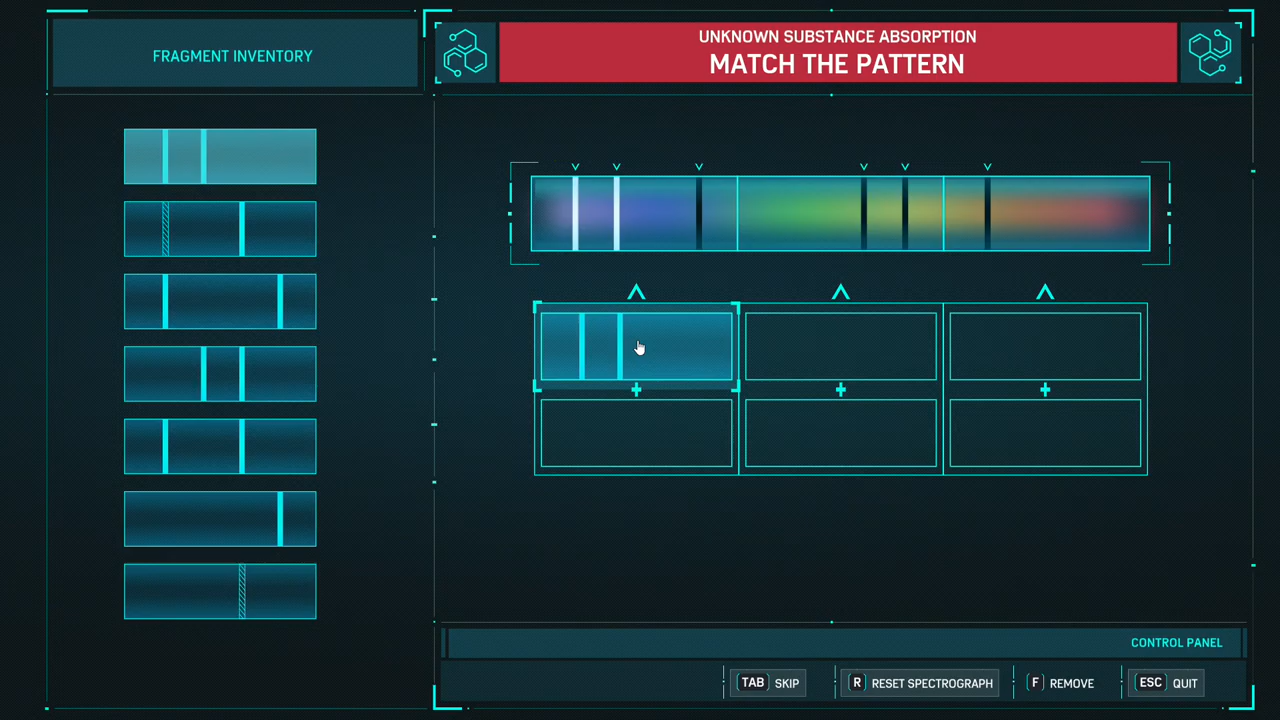 FRAGMENT INVENTORY
UNKNOWN SUBSTANCE ABSORPTION
MATCH THE PATTERN
CONTROL PANEL
TAB SKIP
R RESET SPECTROGRAPH
F REMOVE
ESC QUIT